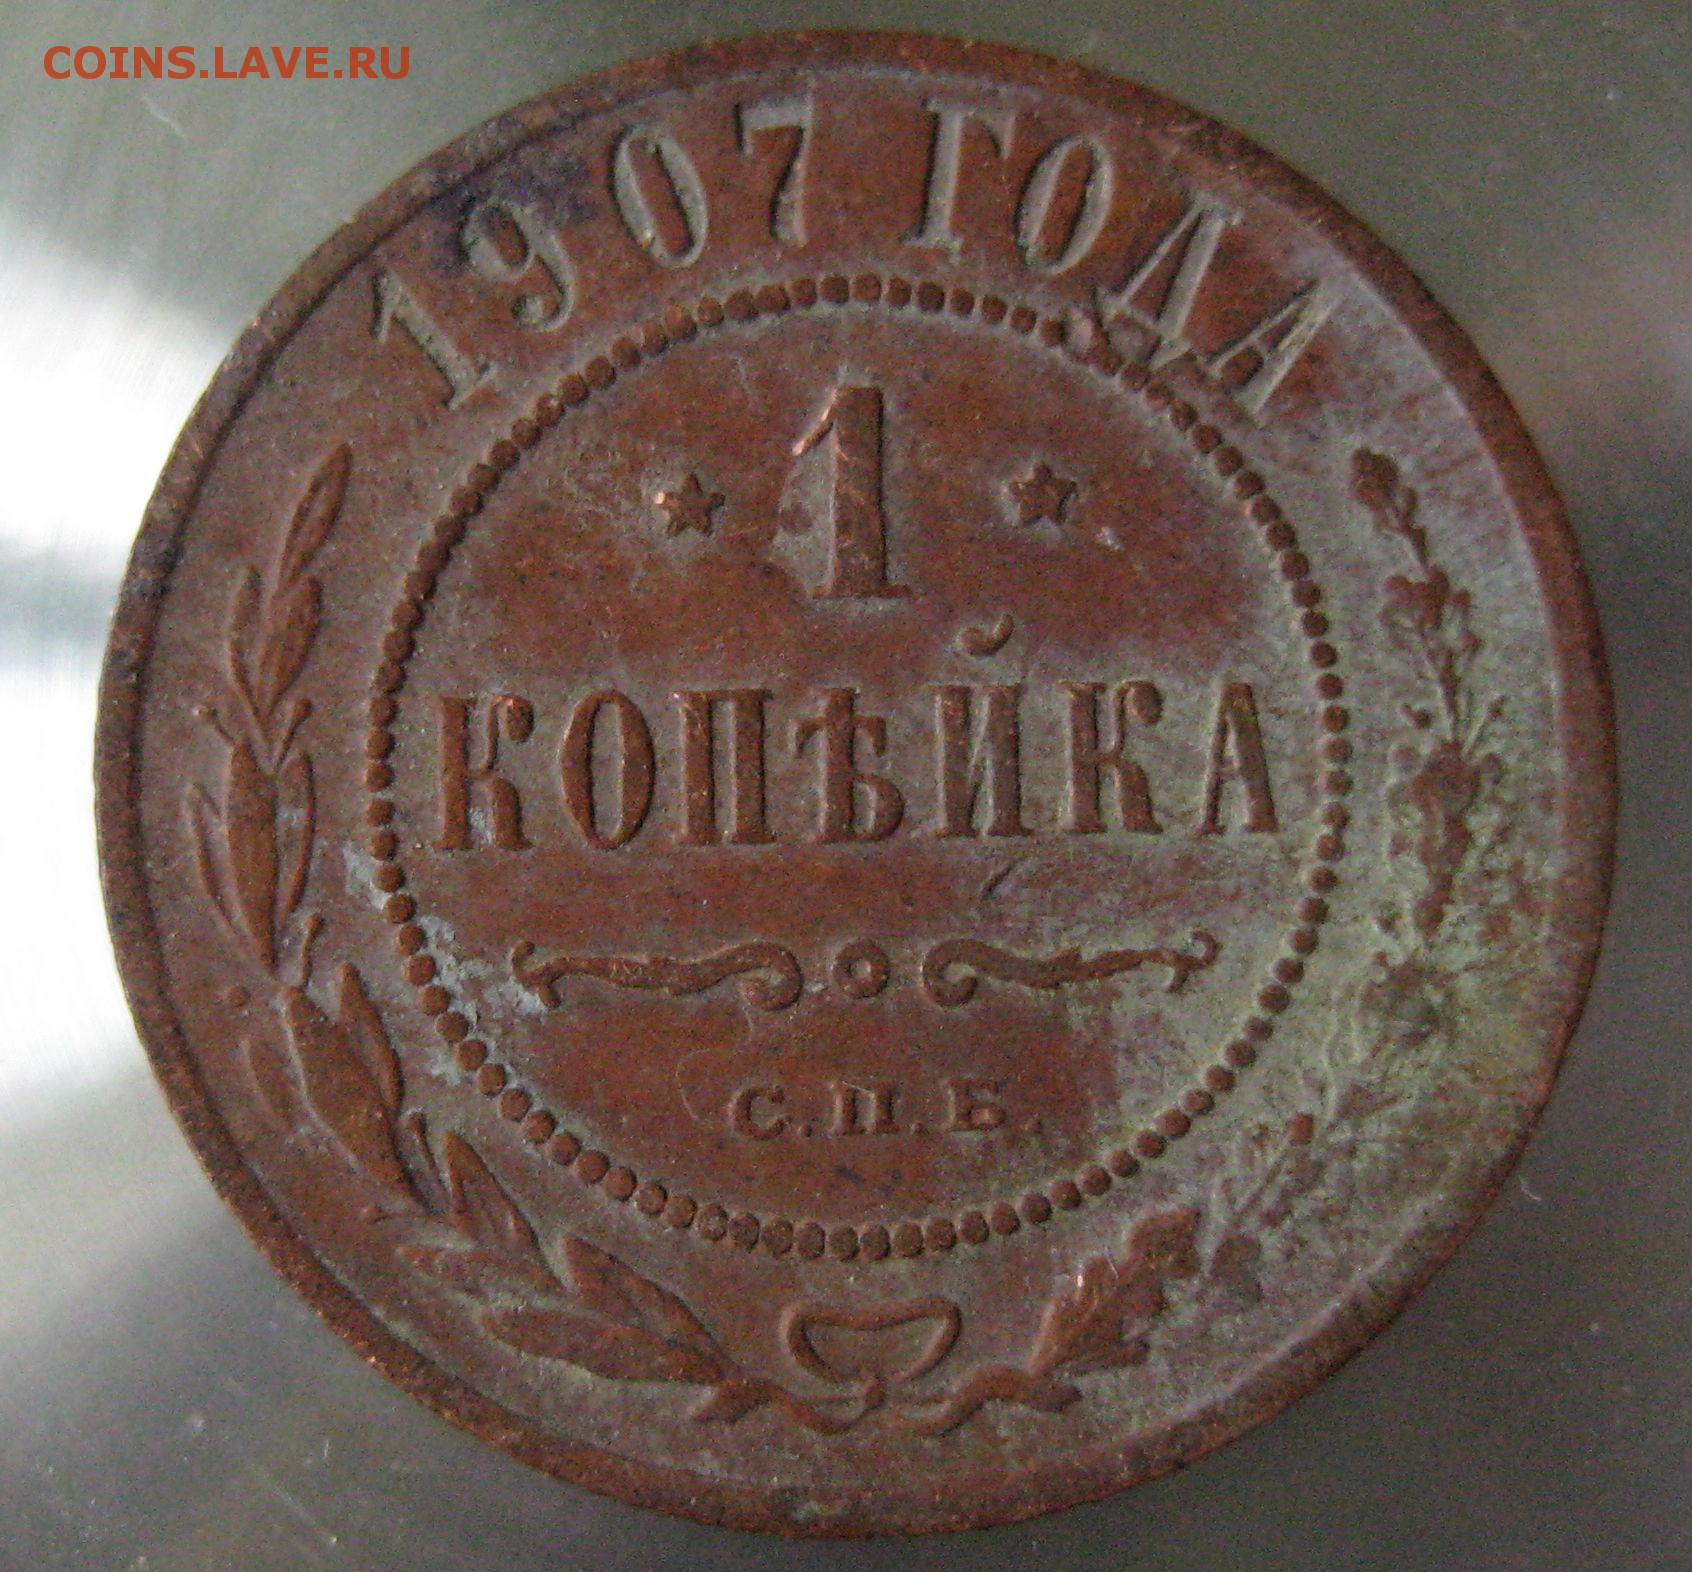 COINS.LAVE.RU
1907 ГОДА
1
КОПѢЙКА
С.П.Б.